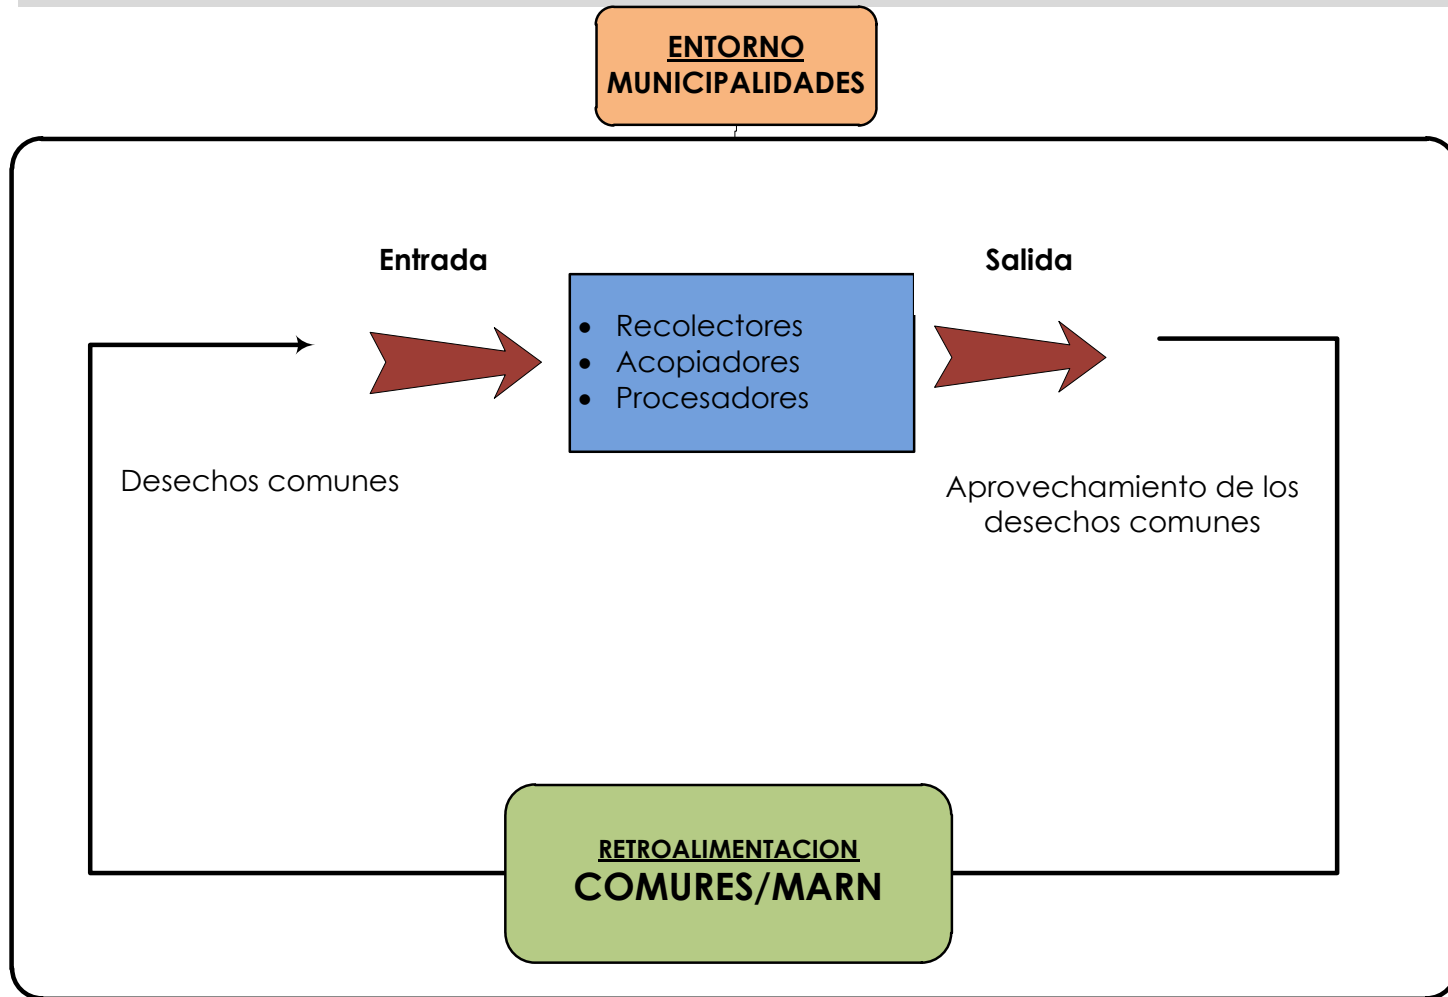 ENTORNO
MUNICIPALIDADES
Entrada
Salida
• Recolectores
• Acopiadores
• Procesadores
Desechos comunes
Aprovechamiento de los
desechos comunes
RETROALIMENTACION
COMURES/MARN